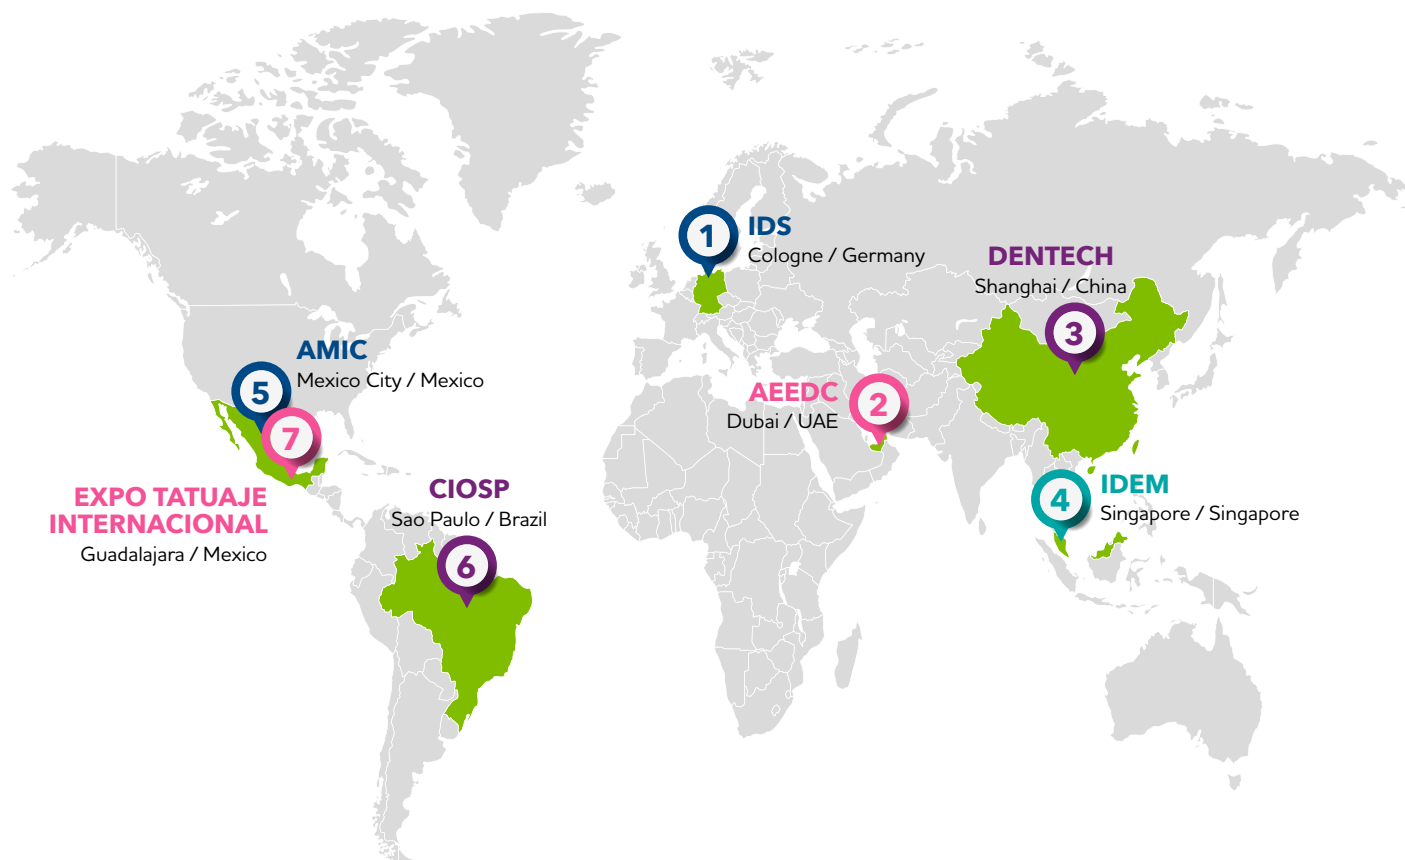 1
IDS
Cologne / Germany
DENTECH
Shanghai / China
3
AMIC
Mexico City / Mexico
5
AEEDC
Dubai / UAE
2
7
EXPO TATUAJE
INTERNACIONAL
Guadalajara / Mexico
CIOSP
Sao Paulo / Brazil
6
4
IDEM
Singapore / Singapore